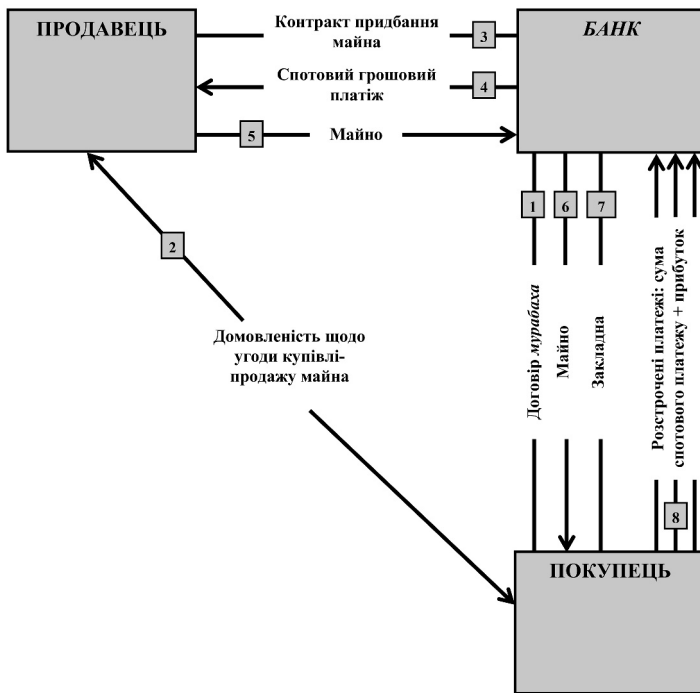 ПРОДАВЕЦЬ
Контракт придбання
майна
3
БАНК
Спотовий грошовий
платіж
4
5
Майно
1
6
7
2
Домовленість щодо
угоди купівлі-
продажу майна
Договір мурабаха
Майно
Закладна
Розстрочені платежі: сума
спотового платежу + прибуток
8
ПОКУПЕЦЬ